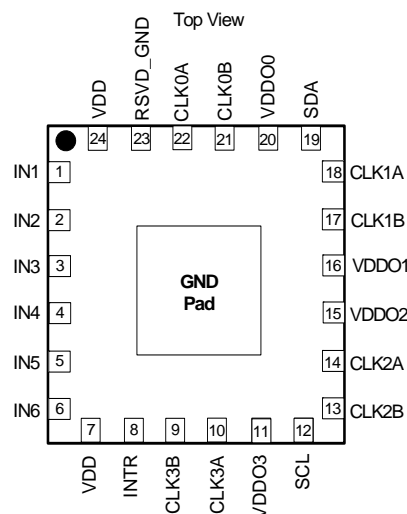 Top View
VDD
RSVD_GND
CLK0A
CLK0B
VDDO0
SDA
24
23
22
21
20
19
IN1
1
18
CLK1A
IN2
2
17
CLK1B
IN3
3
16
VDDO1
GND
Pad
IN4
4
15
VDDO2
IN5
5
14
CLK2A
IN6
6
13
CLK2B
7
8
9
10
11
12
VDD
INTR
CLK3B
CLK3A
VDDO3
SCL